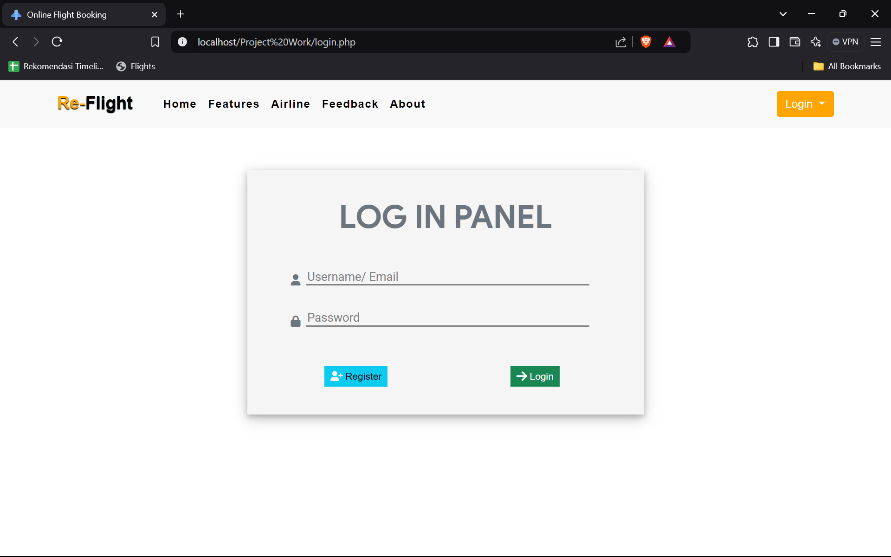 Online Flight Booking
localhost/Project%20Work/login.php
VPN
Rekomendasi Timeli...
Flights
All Bookmarks
Re-Flight
Home Features Airline Feedback About
Login
LOG IN PANEL
Username/ Email
Password
Register
Login